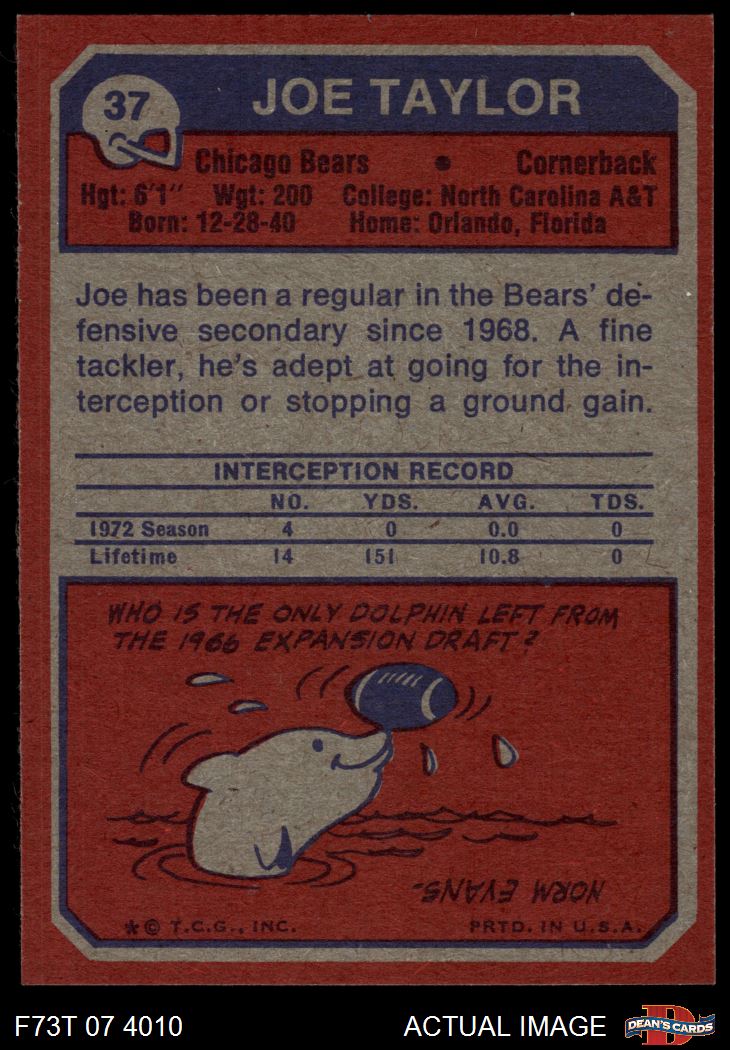 37
JOE TAYLOR
Chicago Bears • Cornerback
Hgt: 6'1" Wgt: 200 College: North Carolina A&T
Born: 12-28-40 Home: Orlando, Florida
Joe has been a regular in the Bears' de-
fensive secondary since 1968. A fine
tackler, he's adept at going for the in-
terception or stopping a ground gain.
INTERCEPTION RECORD
NO. YDS. AVG. TDS.
1972 Season 4 0 0.0 0
Lifetime 14 151 10.8 0
WHO IS THE ONLY DOLPHIN LEFT FROM
THE 1966 EXPANSION DRAFT?
NORM EVANS.
* © T.C.G., INC. PRTD. IN U.S.A.
F73T 07 4010 ACTUAL IMAGE D DEAN'S CARDS